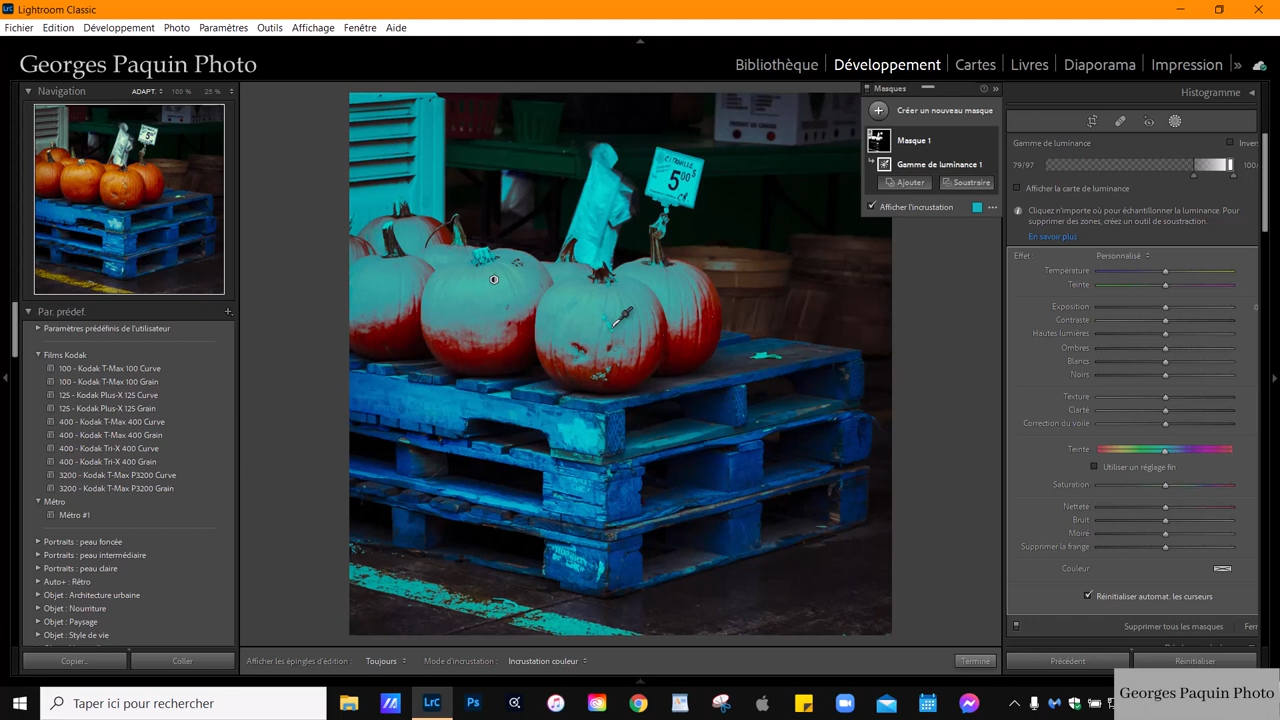 Lightroom Classic
Fichier Edition Développement Photo Paramètres Outils Affichage Fenêtre Aide
Georges Paquin Photo
Bibliothèque Développement Cartes Livres Diaporama Impression »
Navigation ADAPT. 100 % 25 %
Par. prédef.
Paramètres prédéfinis de l'utilisateur
Films Kodak
100 - Kodak T-Max 100 Curve
100 - Kodak T-Max 100 Grain
125 - Kodak Plus-X 125 Curve
125 - Kodak Plus-X 125 Grain
400 - Kodak T-Max 400 Curve
400 - Kodak T-Max 400 Grain
400 - Kodak Tri-X 400 Curve
400 - Kodak Tri-X 400 Grain
3200 - Kodak T-Max P3200 Curve
3200 - Kodak T-Max P3200 Grain
Métro
Métro #1
Portraits : peau foncée
Portraits : peau intermédiaire
Portraits : peau claire
Auto+ : Rétro
Objet : Architecture urbaine
Objet : Nourriture
Objet : Paysage
Objet : Style de vie
Copier... Coller
CITROUILLE
5.00 $
Masques
Créer un nouveau masque
Masque 1
Gamme de luminance 1
Ajouter Soustraire
Afficher l'incrustation
Afficher les épingles d'édition : Toujours Mode d'incrustation : Incrustation couleur Terminé
Histogramme
Gamme de luminance Inver
79/97 100
Afficher la carte de luminance
Cliquez n'importe où pour échantillonner la luminance. Pour
supprimer des zones, créez un outil de soustraction.
En savoir plus
Effet : Personnalisé
Température
Teinte
Exposition
Contraste
Hautes lumières
Ombres
Blancs
Noirs
Texture
Clarté
Correction du voile
Teinte
Utiliser un réglage fin
Saturation
Netteté
Bruit
Moiré
Supprimer la frange
Couleur
Réinitialiser automat. les curseurs
Supprimer tous les masques Ferm
Précédent Réinitialiser
Taper ici pour rechercher
LrC Ps
Georges Paquin Photo